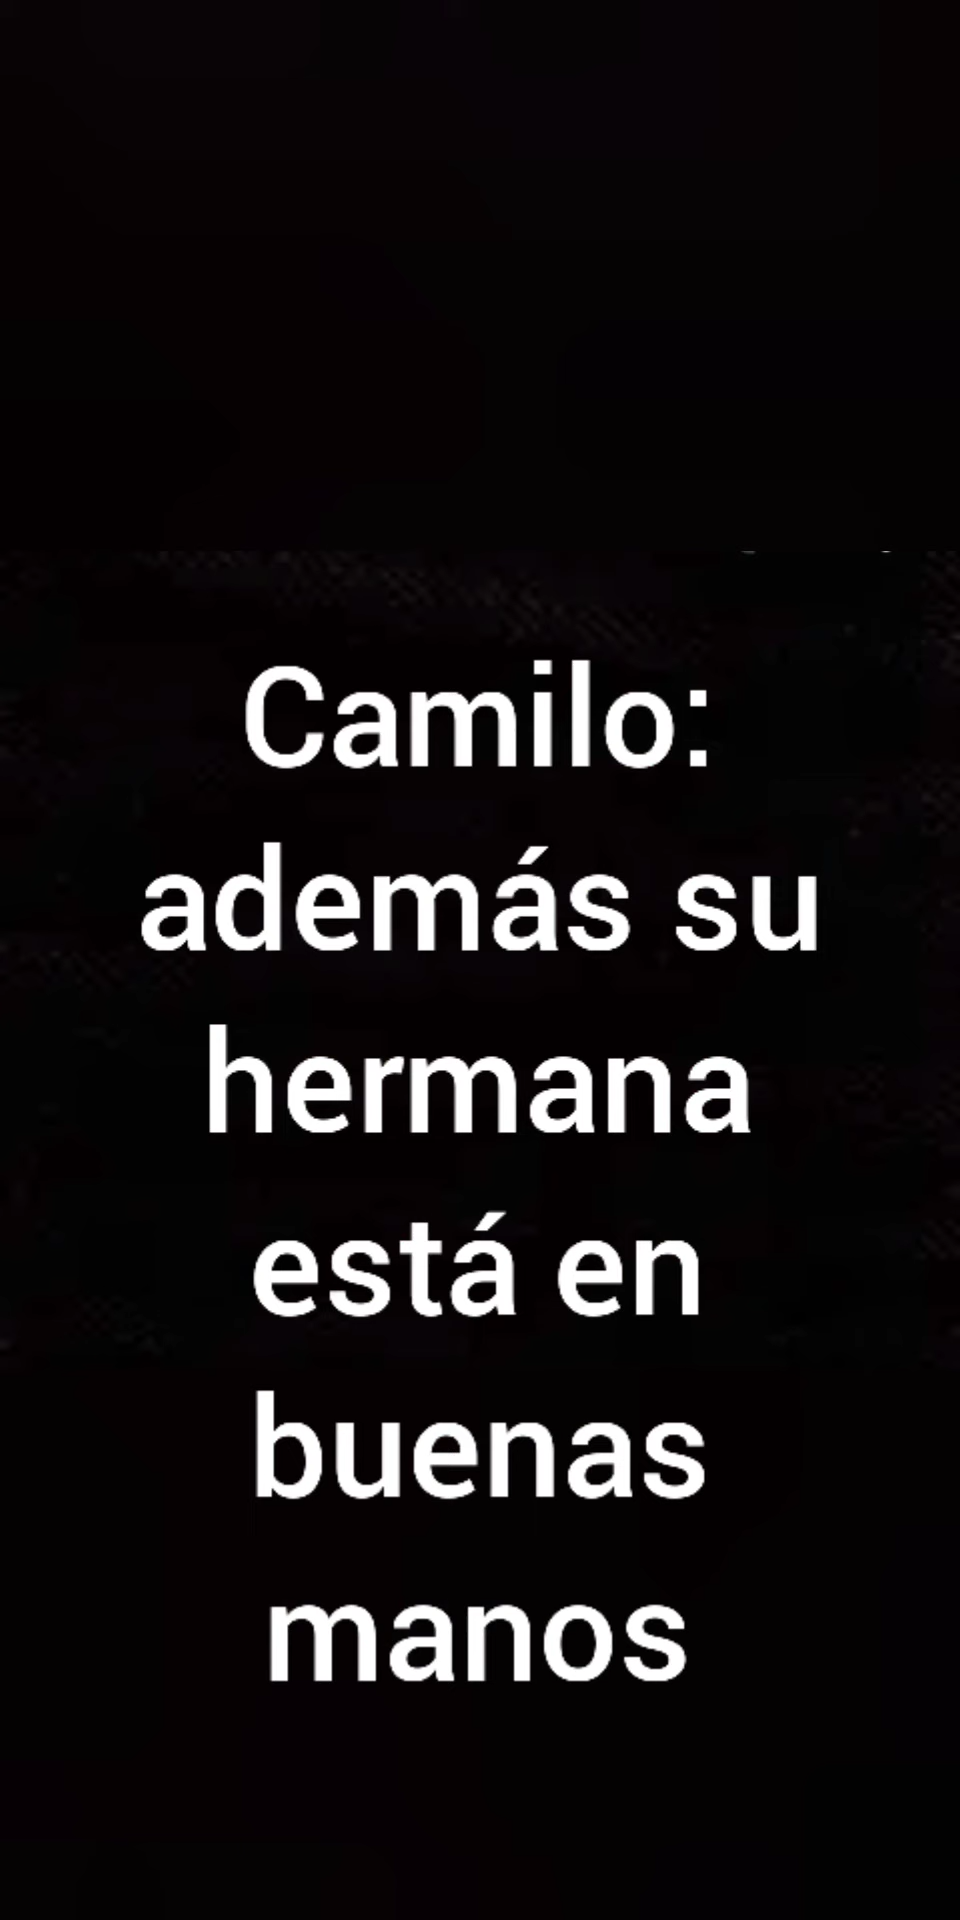 Camilo:
además su
hermana
está en
buenas
manos